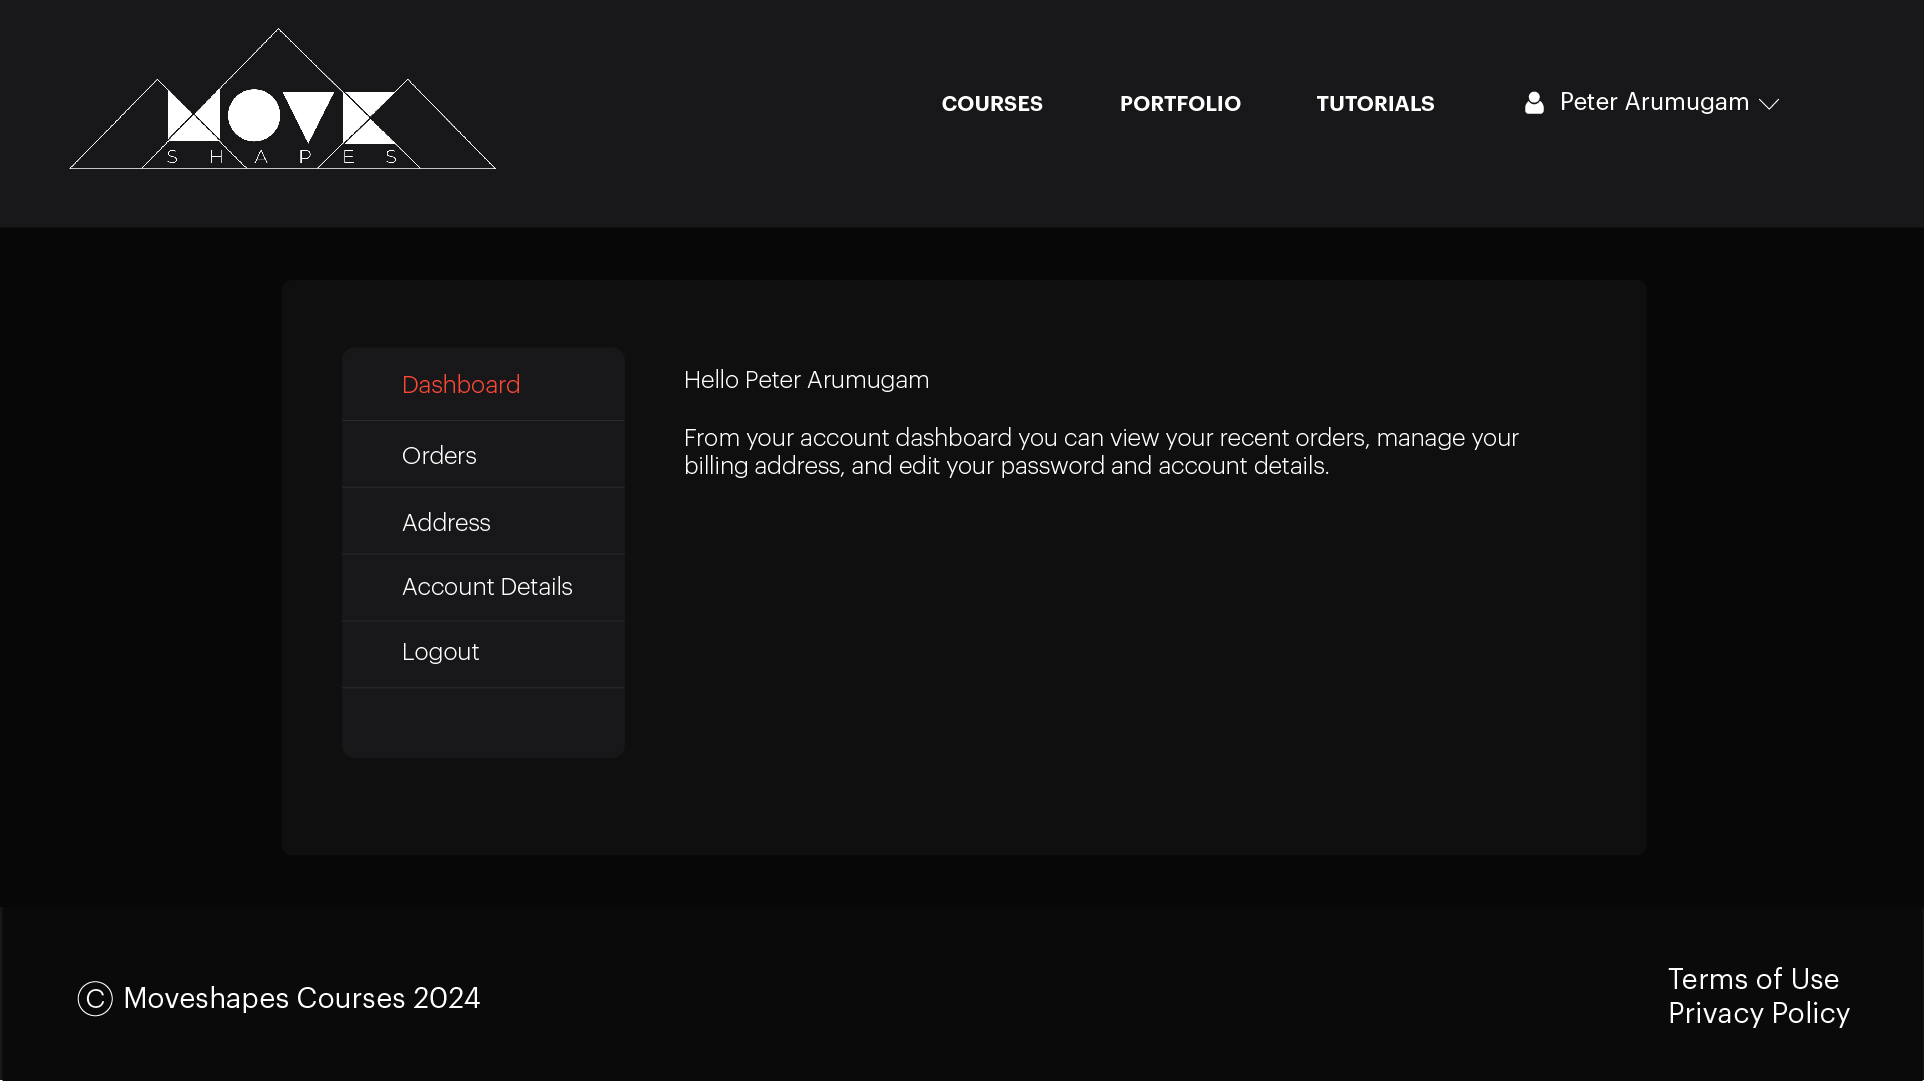 MOVE
SHAPES
COURSES
PORTFOLIO
TUTORIALS
Peter Arumugam
Dashboard
Orders
Address
Account Details
Logout
Hello Peter Arumugam
From your account dashboard you can view your recent orders, manage your
billing address, and edit your password and account details.
© Moveshapes Courses 2024
Terms of Use
Privacy Policy